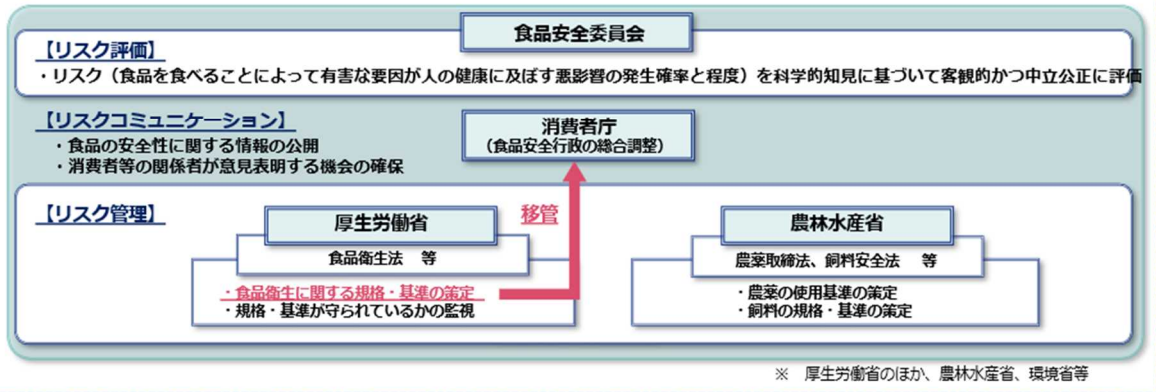 食品安全委員会
【リスク評価】
・リスク（食品を食べることによって有害な要因が人の健康に及ぼす悪影響の発生確率と程度）を科学的知見に基づいて客観的かつ中立公正に評価
【リスクコミュニケーション】
・食品の安全性に関する情報の公開
・消費者等の関係者が意見表明する機会の確保
消費者庁
（食品安全行政の総合調整）
【リスク管理】
厚生労働省
食品衛生法　等
・食品衛生に関する規格・基準の策定
・規格・基準が守られているかの監視
移管
農林水産省
農薬取締法、飼料安全法　等
・農薬の使用基準の策定
・飼料の規格・基準の策定
※　厚生労働省のほか、農林水産省、環境省等